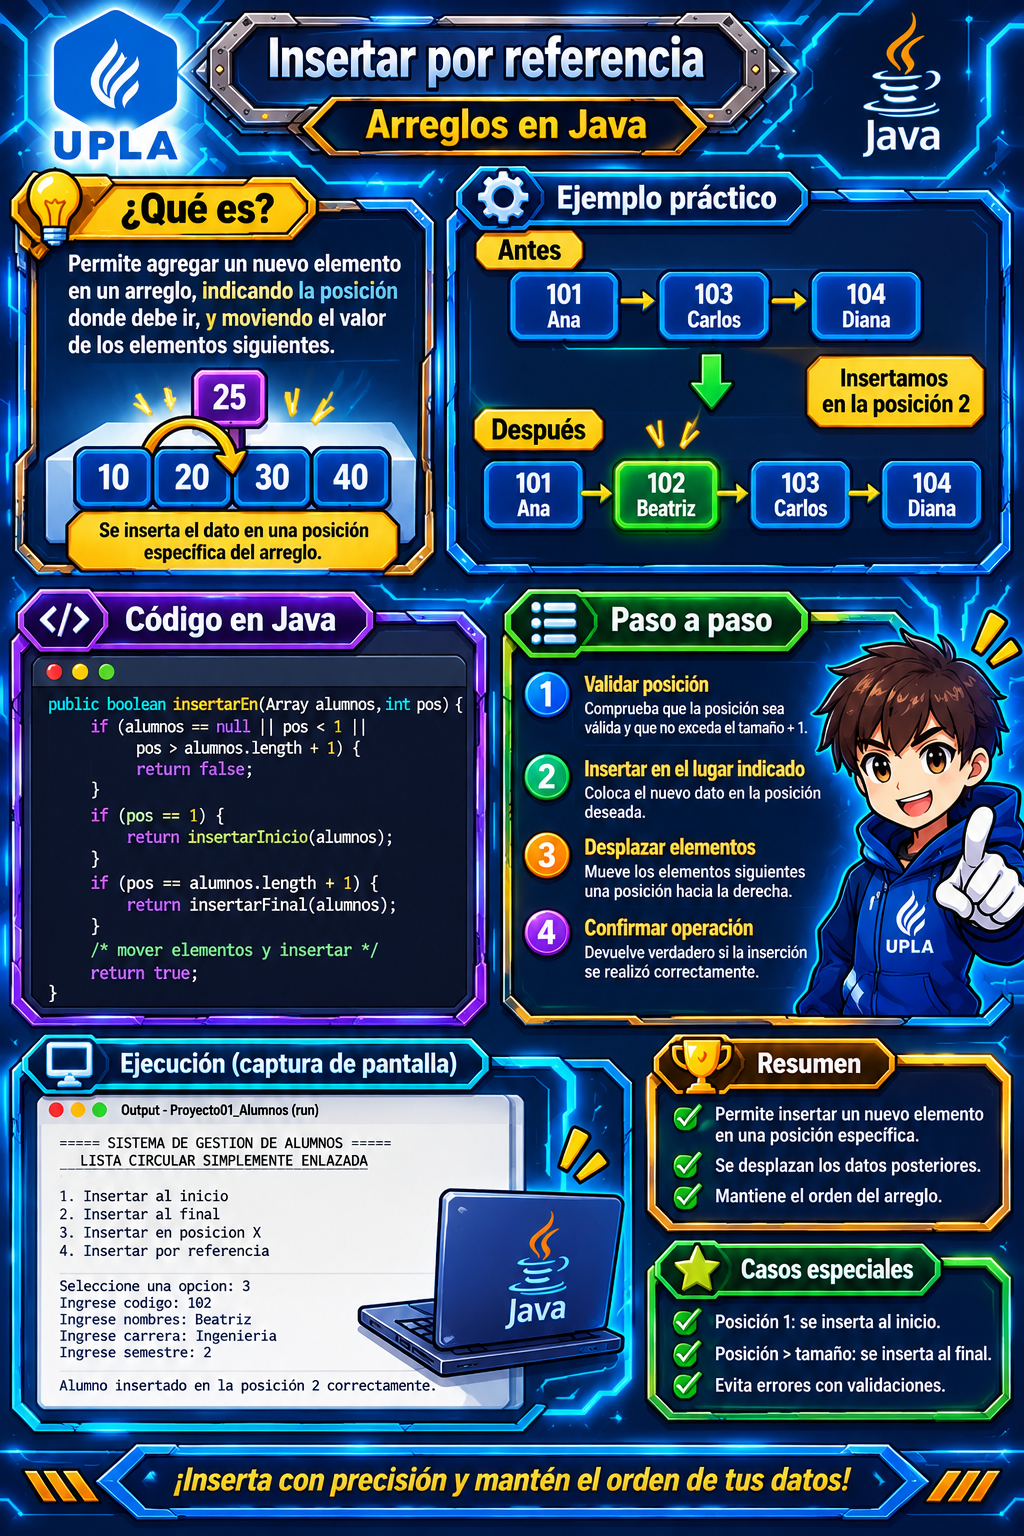 UPLA
Insertar por referencia
Arreglos en Java
Java
¿Qué es?
Permite agregar un nuevo elemento
en un arreglo, indicando la posición
donde debe ir, y moviendo el valor
de los elementos siguientes.
25
10 20 30 40
Se inserta el dato en una posición
específica del arreglo.
Ejemplo práctico
Antes
101 103 104
Ana Carlos Diana
Insertamos
en la posición 2
Después
101 102 103 104
Ana Beatriz Carlos Diana
</> Código en Java
public boolean insertarEn(Array alumnos, int pos) {
if (alumnos == null || pos < 1 ||
pos > alumnos.length + 1) {
return false;
}
if (pos == 1) {
return insertarInicio(alumnos);
}
if (pos == alumnos.length + 1) {
return insertarFinal(alumnos);
}
/* mover elementos y insertar */
return true;
}
Paso a paso
1 Validar posición
Comprueba que la posición sea
válida y que no exceda el tamaño + 1.
2 Insertar en el lugar indicado
Coloca el nuevo dato en la posición
deseada.
3 Desplazar elementos
Mueve los elementos siguientes
una posición hacia la derecha.
4 Confirmar operación
Devuelve verdadero si la inserción
se realizó correctamente.
UPLA
Ejecución (captura de pantalla)
Output - Proyecto01_Alumnos (run)
===== SISTEMA DE GESTION DE ALUMNOS =====
LISTA CIRCULAR SIMPLEMENTE ENLAZADA
1. Insertar al inicio
2. Insertar al final
3. Insertar en posicion X
4. Insertar por referencia
Seleccione una opcion: 3
Ingrese codigo: 102
Ingrese nombres: Beatriz
Ingrese carrera: Ingenieria
Ingrese semestre: 2
Alumno insertado en la posición 2 correctamente.
Java
Resumen
Permite insertar un nuevo elemento
en una posición específica.
Se desplazan los datos posteriores.
Mantiene el orden del arreglo.
Casos especiales
Posición 1: se inserta al inicio.
Posición > tamaño: se inserta al final.
Evita errores con validaciones.
¡Inserta con precisión y mantén el orden de tus datos!